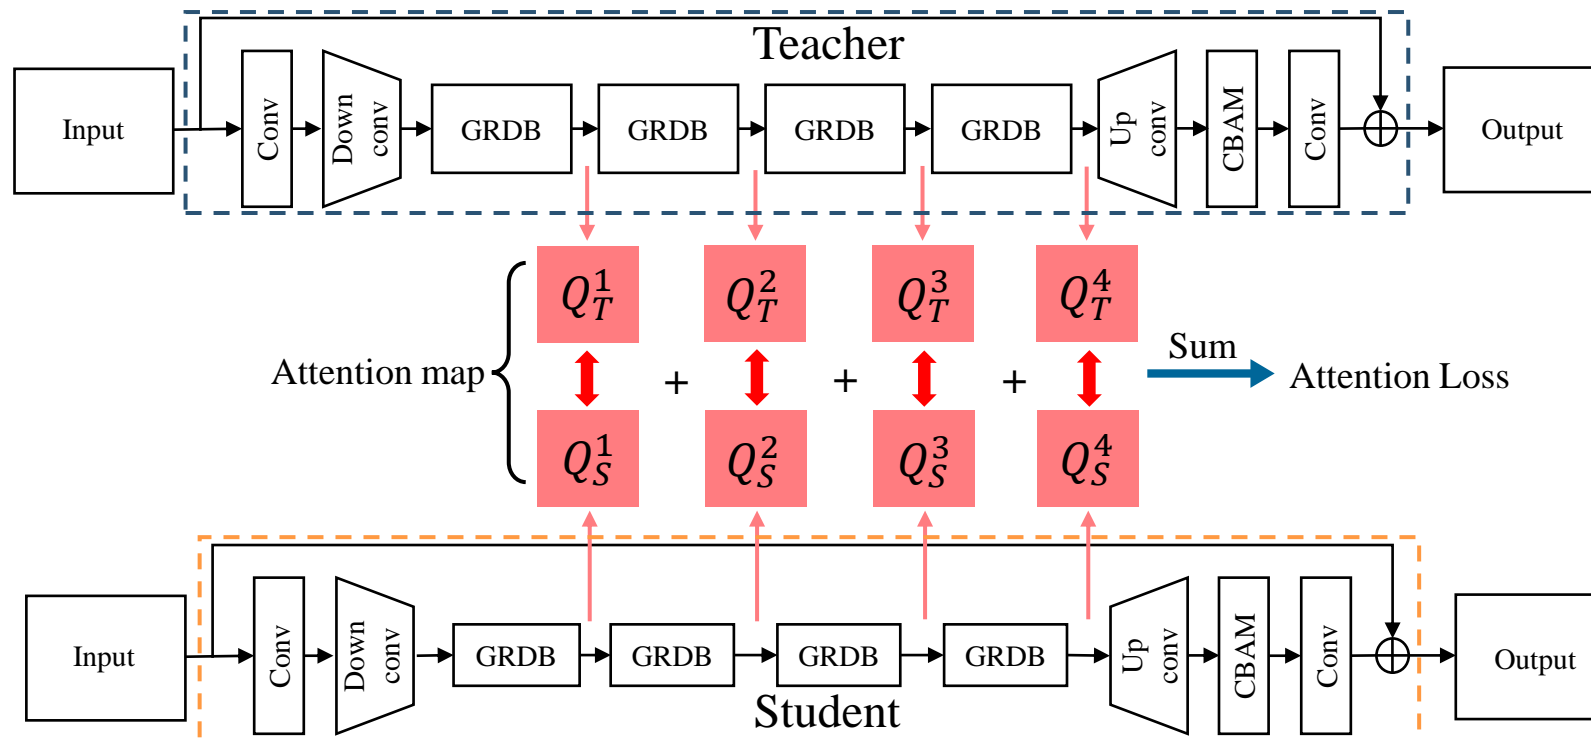 Teacher
Input
Conv
Down
conv
GRDB
GRDB
GRDB
GRDB
Up
conv
CBAM
Conv
Output
Q_T^1
Q_T^2
Q_T^3
Q_T^4
Attention map
+
+
+
Sum
Attention Loss
Q_S^1
Q_S^2
Q_S^3
Q_S^4
Input
Conv
Down
conv
GRDB
GRDB
GRDB
GRDB
Up
conv
CBAM
Conv
Output
Student